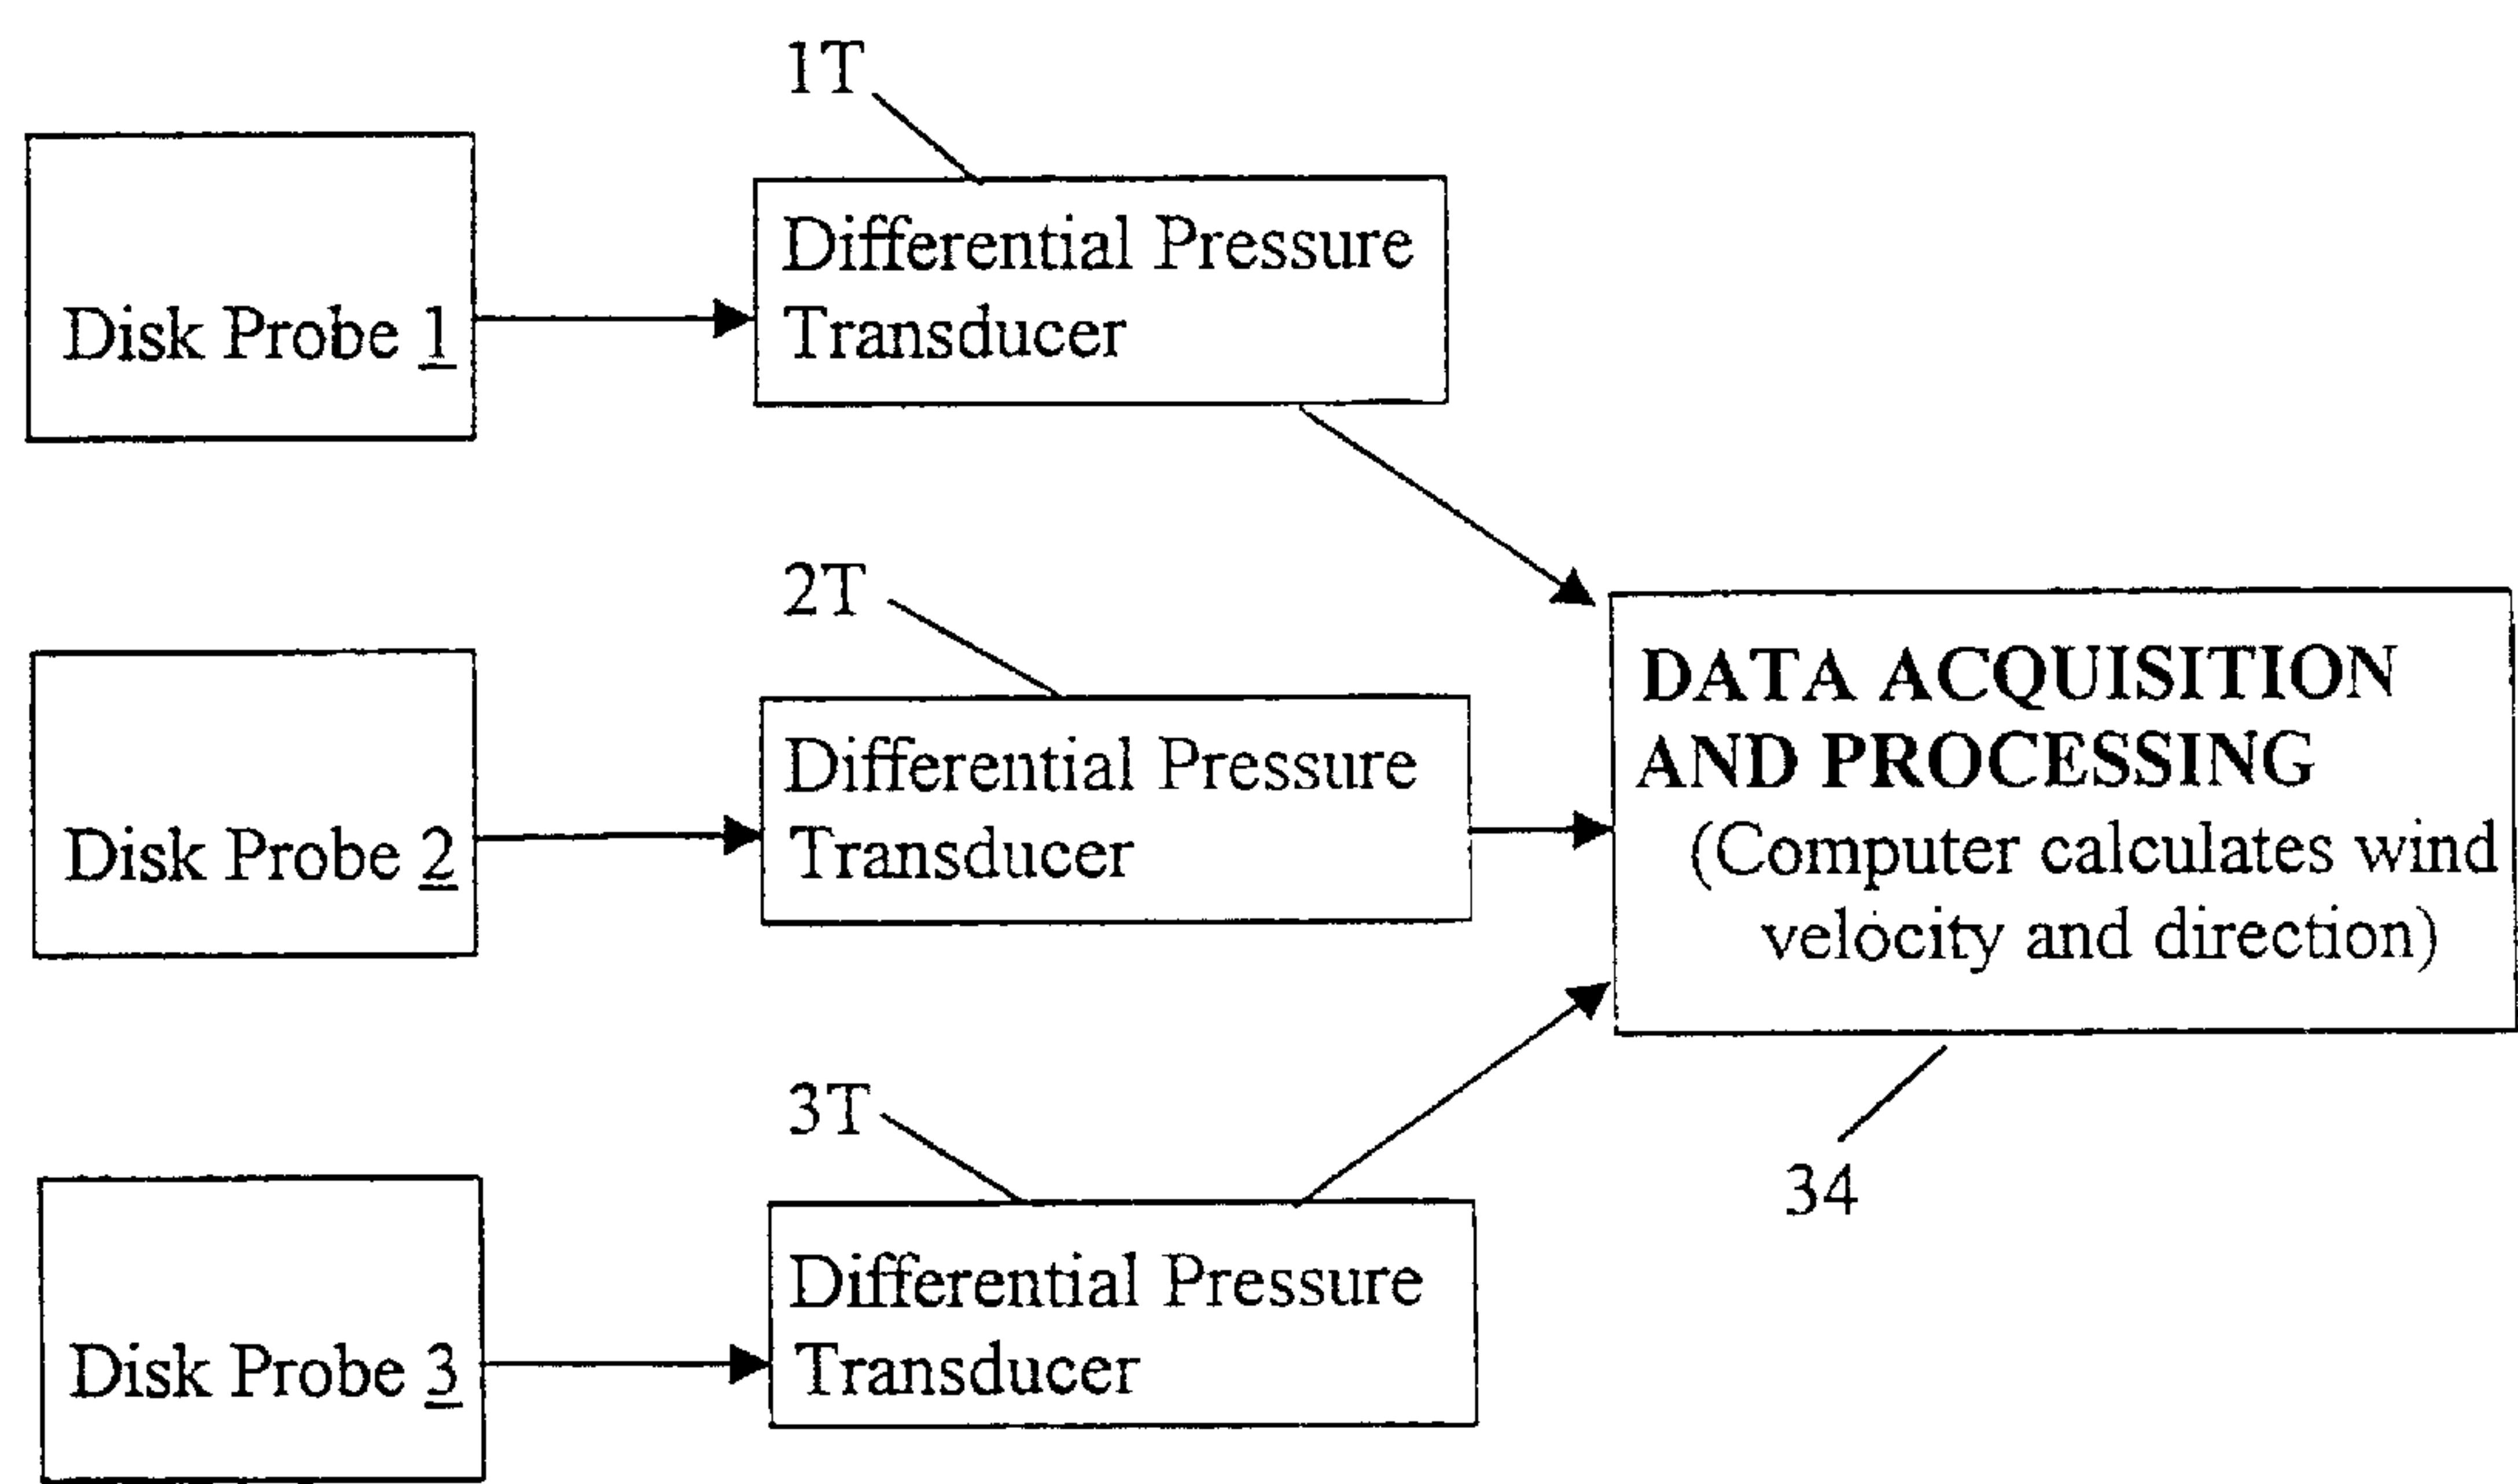 1T
Differential Pressure
Transducer
Disk Probe 1
2T
Differential Pressure
Transducer
Disk Probe 2
DATA ACQUISITION
AND PROCESSING
(Computer calculates wind
velocity and direction)
3T
Differential Pressure
Transducer
Disk Probe 3
34